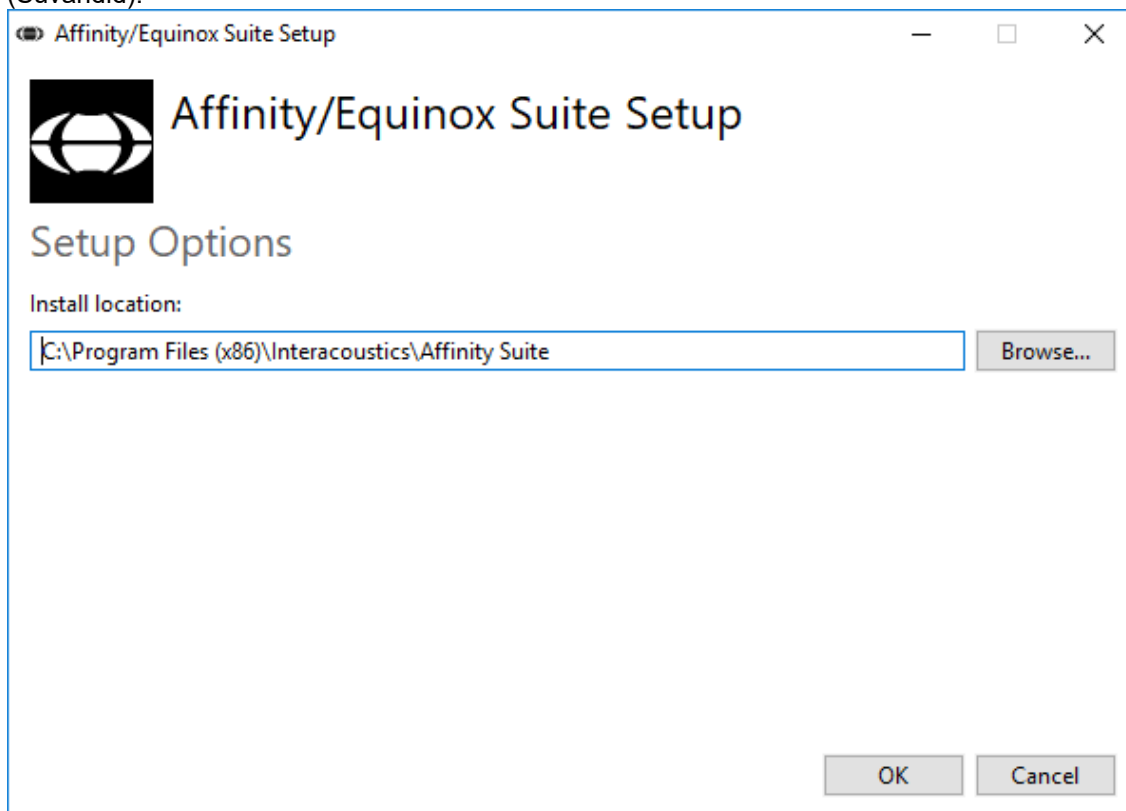 (Suvandid).
Affinity/Equinox Suite Setup
Affinity/Equinox Suite Setup
Setup Options
Install location:
C:\Program Files (x86)\Interacoustics\Affinity Suite
Browse...
OK
Cancel